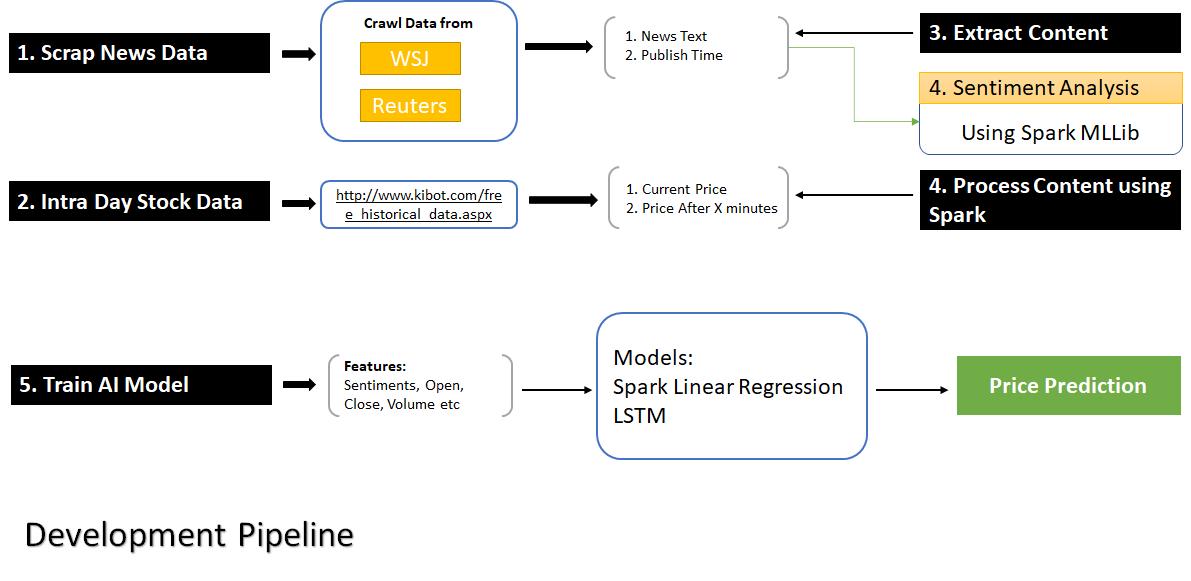 1. Scrap News Data
Crawl Data from
WSJ
Reuters
1. News Text
2. Publish Time
3. Extract Content
4. Sentiment Analysis
Using Spark MLLib
2. Intra Day Stock Data
http://www.kibot.com/fre
e_historical_data.aspx
1. Current Price
2. Price After X minutes
4. Process Content using
Spark
5. Train AI Model
Features:
Sentiments, Open,
Close, Volume etc
Models:
Spark Linear Regression
LSTM
Price Prediction
Development Pipeline